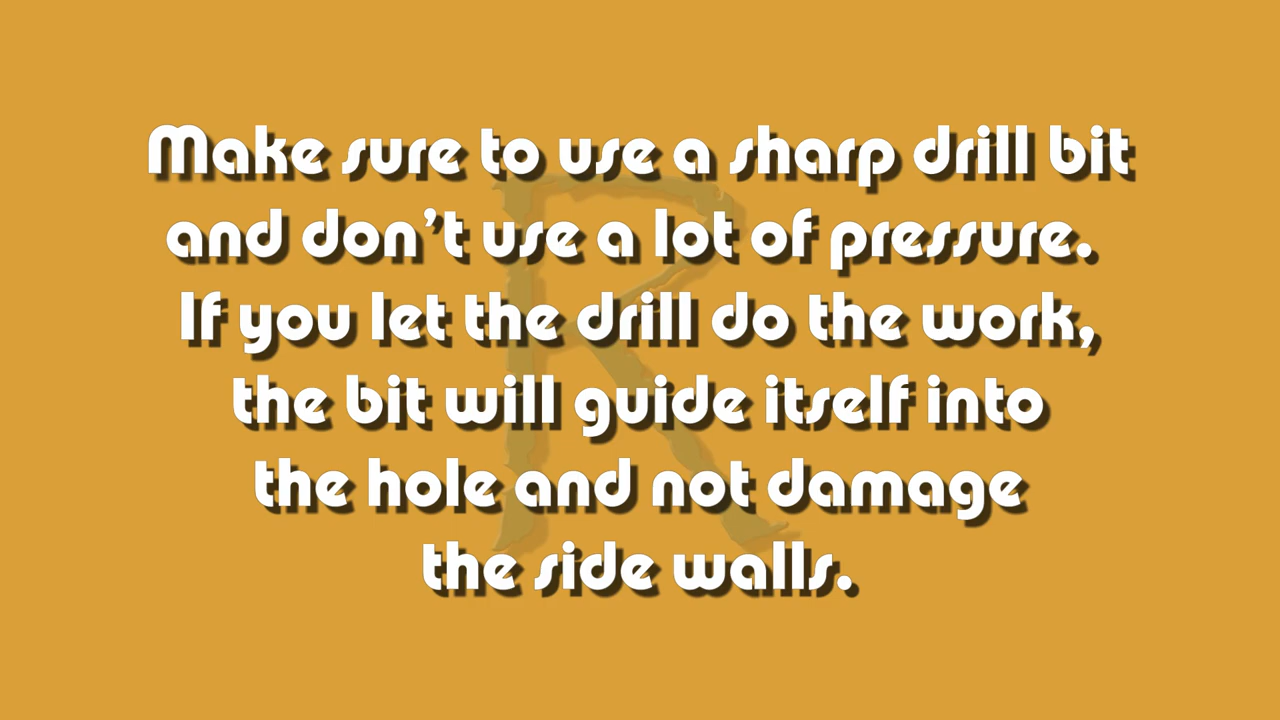 Make sure to use a sharp drill bit
and don’t use a lot of pressure.
If you let the drill do the work,
the bit will guide itself into
the hole and not damage
the side walls.
R